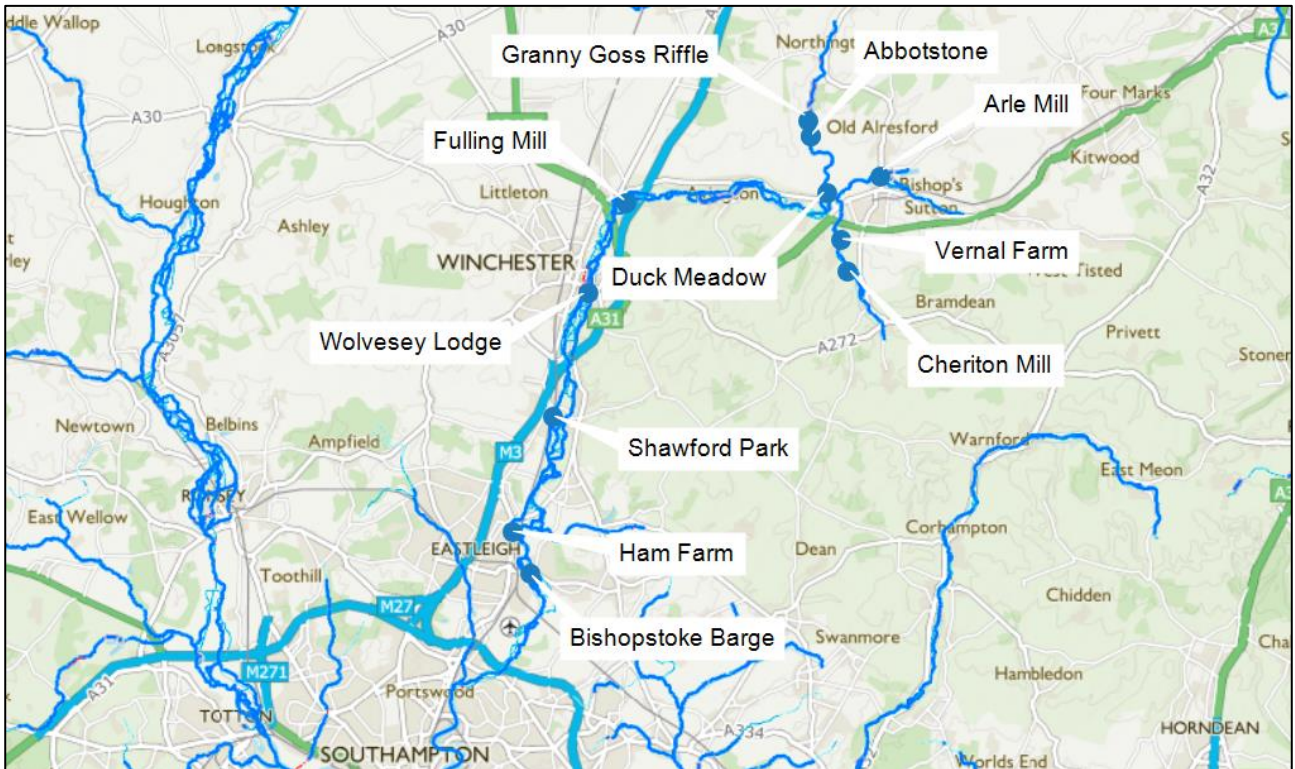 ddle Wallop
Longstock
A30
Granny Goss Riffle
Northingt
Abbotstone
A31
A30
Old Alresford
Arle Mill
Four Marks
Fulling Mill
Kitwood
A32
Houghton
Littleton
Bishop's
Sutton
Ashley
WINCHESTER
Duck Meadow
Vernal Farm
West Tisted
Bramdean
A3057
Wolvesey Lodge
A31
A272
Privett
Cheriton Mill
Stoner
Newtown
Belbins
Ampfield
M3
Shawford Park
Warnford
East Meon
ROMSEY
East Wellow
Corhampton
EASTLEIGH
Ham Farm
Dean
Toothill
M27
Chidden
Bishopstoke Barge
Swanmore
M271
Hambledon
A31
Portswood
TOTTON
A334
HORNDEAN
SOUTHAMPTON
Worlds End